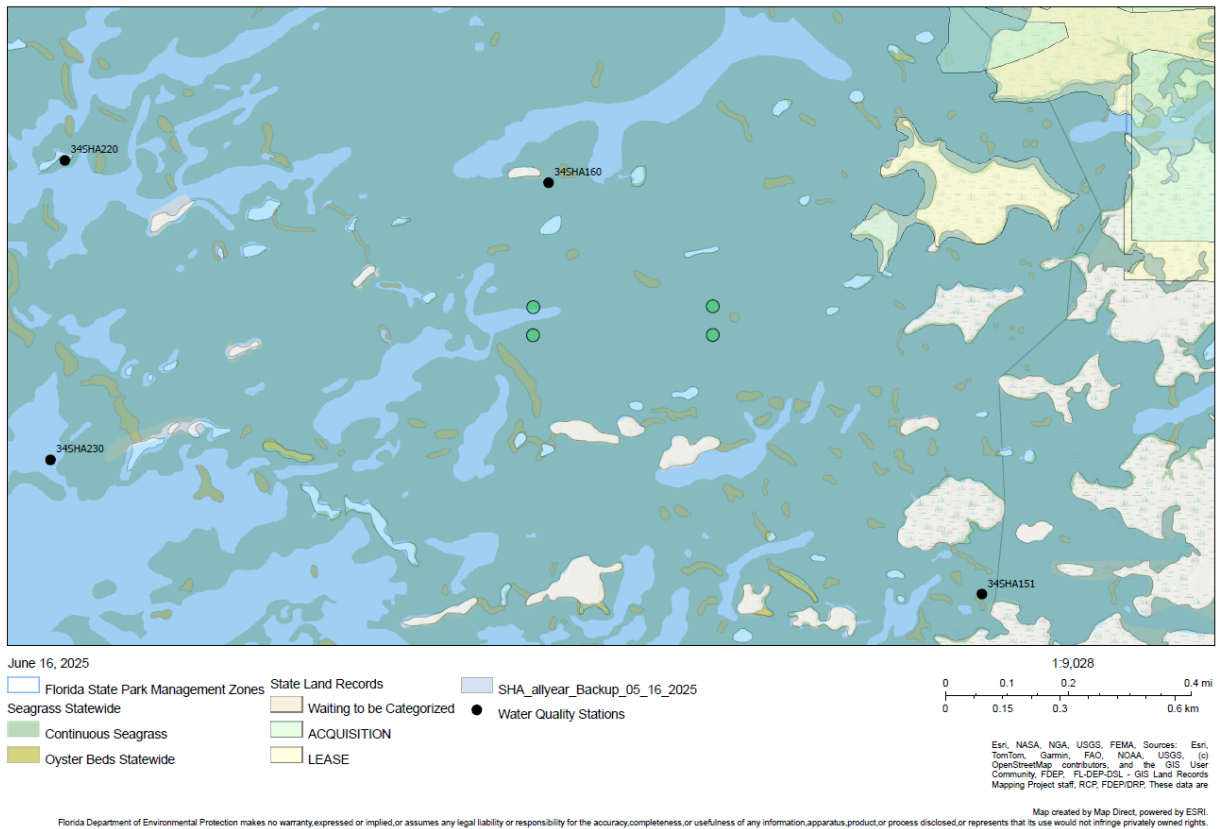 34SHA220
34SHA160
34SHA230
34SHA151
June 16, 2025
Florida State Park Management Zones
Seagrass Statewide
Continuous Seagrass
Oyster Beds Statewide
State Land Records
Waiting to be Categorized
ACQUISITION
LEASE
SHA_allyear_Backup_05_16_2025
Water Quality Stations
1:9,028
0 0.1 0.2 0.4 mi
0 0.15 0.3 0.6 km
Esri, NASA, NGA, USGS, FEMA, Sources: Esri,
TomTom, Garmin, FAO, NOAA, USGS, (c)
OpenStreetMap contributors, and the GIS User
Community, FDEP, FL-DEP-DSL - GIS Land Records
Mapping Project staff, RCP, FDEP/DRP, These data are
Map created by Map Direct, powered by ESRI.
Florida Department of Environmental Protection makes no warranty,expressed or implied,or assumes any legal liability or responsibility for the accuracy,completeness,or usefulness of any information,apparatus,product,or process disclosed,or represents that its use would not infringe privately owned rights.